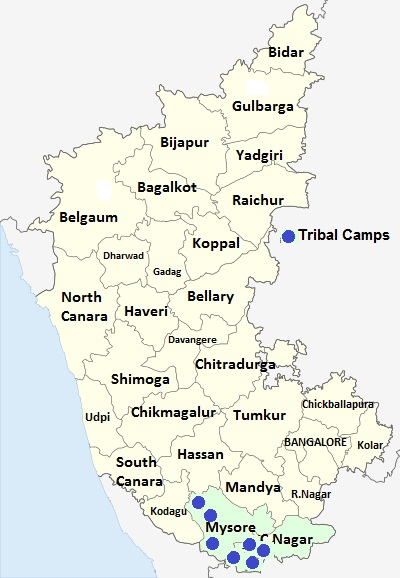 Bidar
Gulbarga
Bijapur
Yadgiri
Bagalkot
Raichur
Belgaum
Koppal
Tribal Camps
Dharwad
Gadag
North
Canara
Haveri
Bellary
Davangere
Chitradurga
Shimoga
Chickballapura
Udpi
Chikmagalur
Tumkur
BANGALORE
Kolar
Hassan
South
Canara
Mandya
R.Nagar
Kodagu
Mysore
C Nagar